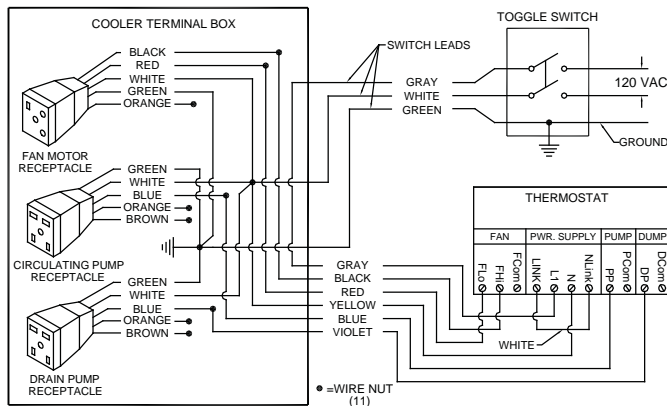 COOLER TERMINAL BOX
BLACK
RED
WHITE
GREEN
ORANGE
FAN MOTOR
RECEPTACLE
GREEN
WHITE
BLUE
ORANGE
BROWN
CIRCULATING PUMP
RECEPTACLE
GREEN
WHITE
BLUE
ORANGE
BROWN
DRAIN PUMP
RECEPTACLE
SWITCH LEADS
GRAY
WHITE
GREEN
TOGGLE SWITCH
120 VAC
GROUND
THERMOSTAT
FAN PWR. SUPPLY PUMP DUMP
FLo FHi FCom LINK L1 N NLink PP PCom DP DCom
GRAY
BLACK
RED
YELLOW
BLUE
VIOLET
WHITE
=WIRE NUT
(11)